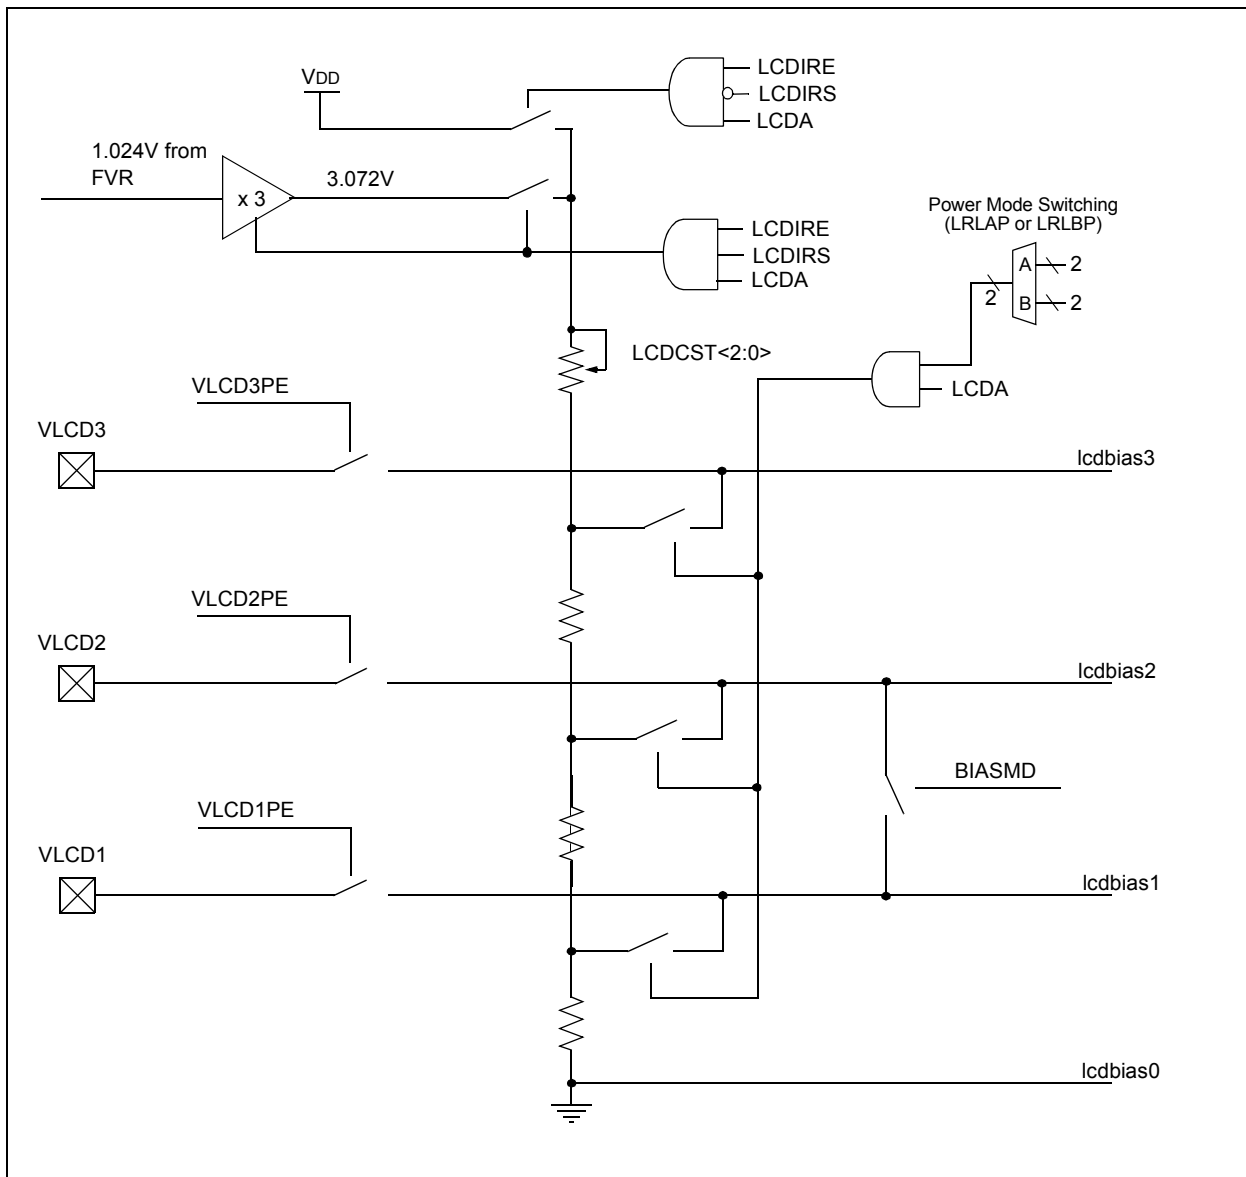 VDD
LCDIRE
LCDIRS
LCDA
1.024V from
FVR
x 3
3.072V
Power Mode Switching
(LRLAP or LRLBP)
LCDIRE
LCDIRS
LCDA
A
2
2
B
2
LCDCST<2:0>
LCDA
VLCD3PE
VLCD3
lcdbias3
VLCD2PE
VLCD2
lcdbias2
BIASMD
VLCD1PE
VLCD1
lcdbias1
lcdbias0